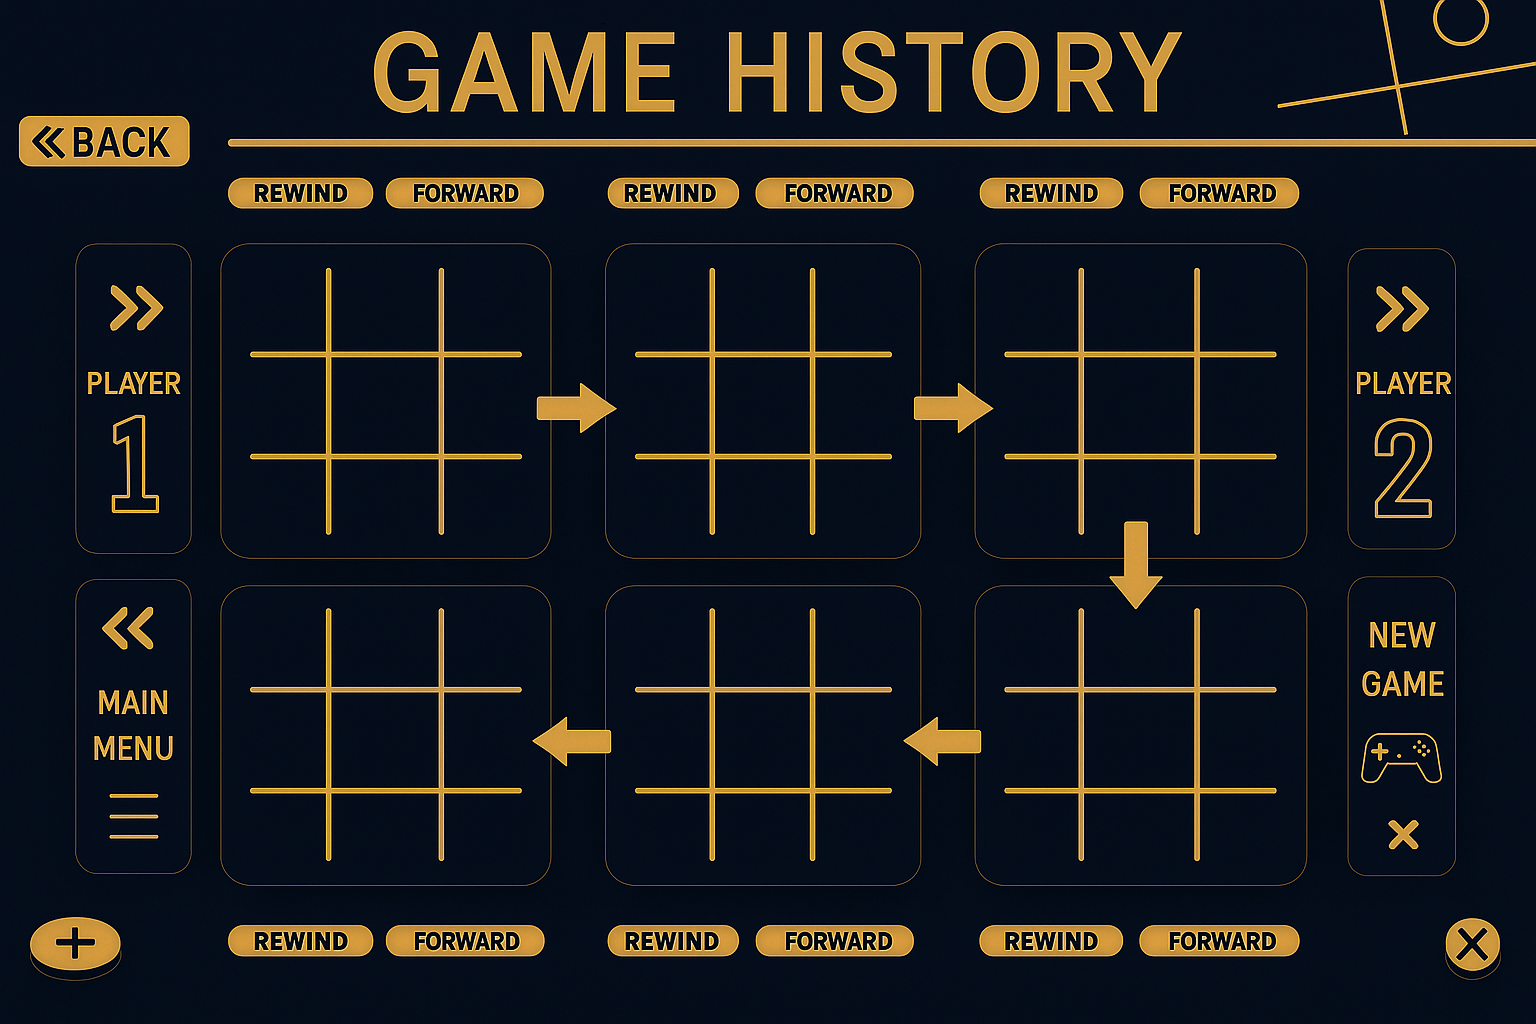 GAME HISTORY
BACK
REWIND FORWARD REWIND FORWARD REWIND FORWARD
PLAYER
1
PLAYER
2
MAIN
MENU
NEW
GAME
REWIND FORWARD REWIND FORWARD REWIND FORWARD